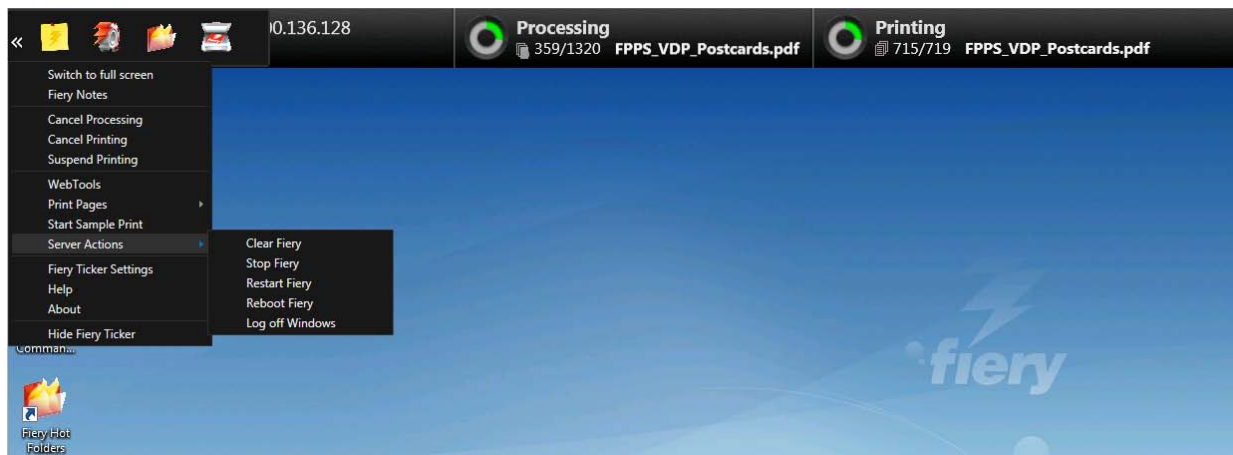 0.136.128
Processing
359/1320 FPPS_VDP_Postcards.pdf
Printing
715/719 FPPS_VDP_Postcards.pdf
Switch to full screen
Fiery Notes
Cancel Processing
Cancel Printing
Suspend Printing
WebTools
Print Pages
Start Sample Print
Server Actions
Clear Fiery
Stop Fiery
Restart Fiery
Reboot Fiery
Log off Windows
Fiery Ticker Settings
Help
About
Hide Fiery Ticker
Comman...
fiery
Fiery Hot
Folders